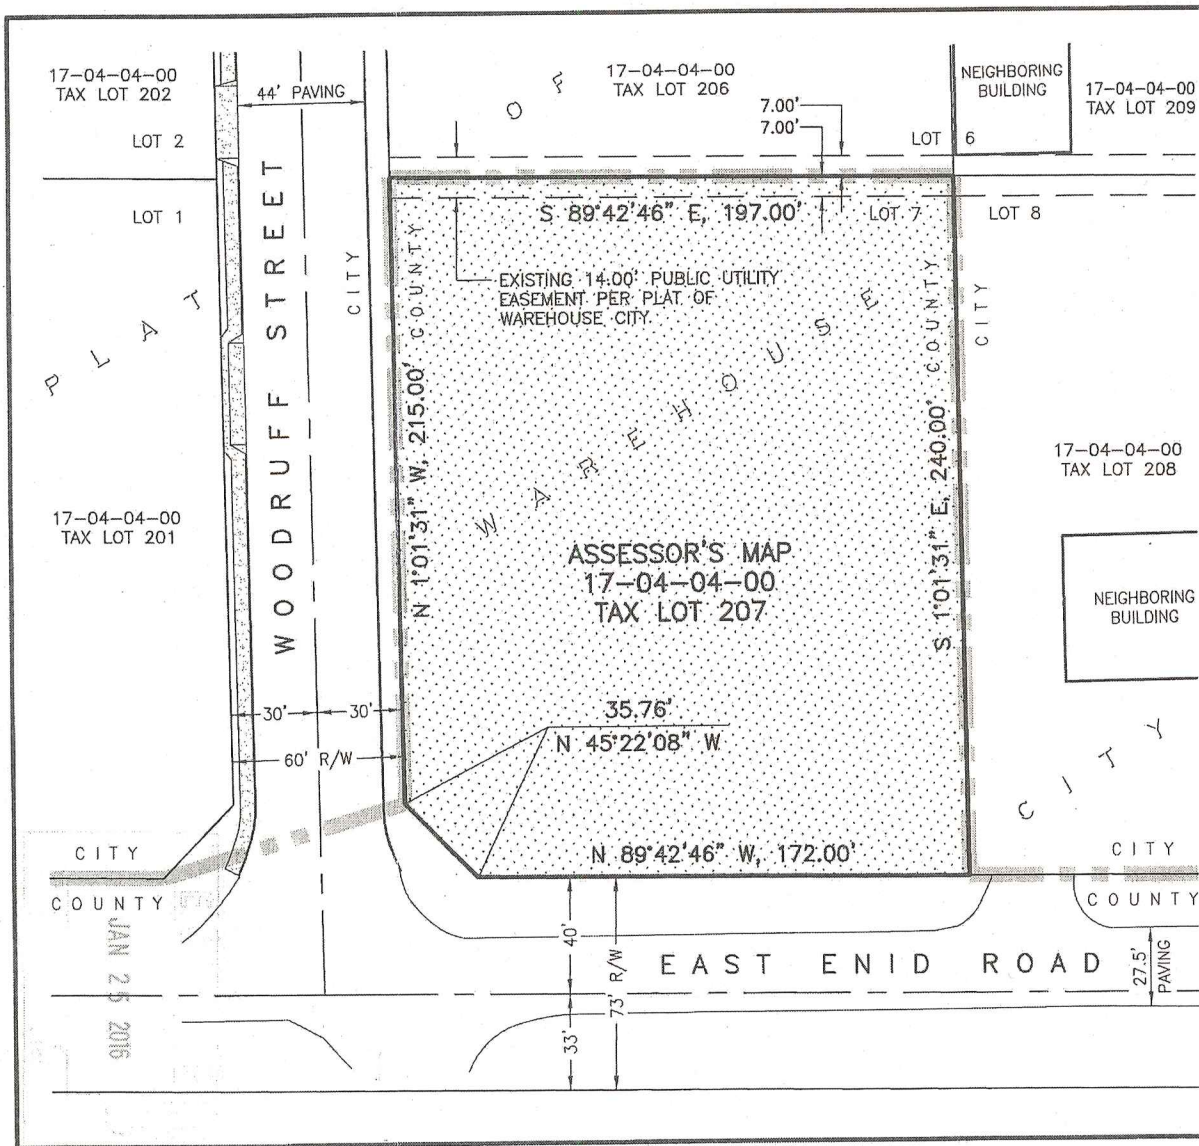 17-04-04-00
TAX LOT 202
LOT 2
44' PAVING
OF
17-04-04-00
TAX LOT 206
7.00'
7.00'
LOT 6
NEIGHBORING
BUILDING
17-04-04-00
TAX LOT 209
LOT 1
PLAT
WOODRUFF STREET
CITY
COUNTY
S 89°42'46" E, 197.00'
LOT 7
LOT 8
EXISTING 14.00' PUBLIC UTILITY
EASEMENT PER PLAT OF
WAREHOUSE CITY
WAREHOUSE
COUNTY
CITY
N 1°01'31" W, 215.00'
S 1°01'31" E, 240.00'
17-04-04-00
TAX LOT 208
17-04-04-00
TAX LOT 201
ASSESSOR'S MAP
17-04-04-00
TAX LOT 207
NEIGHBORING
BUILDING
30'
30'
60' R/W
35.76'
N 45°22'08" W
CITY
N 89°42'46" W, 172.00'
CITY
COUNTY
CITY
COUNTY
JAN 25 2016
40'
73' R/W
33'
EAST ENID ROAD
27.5'
PAVING